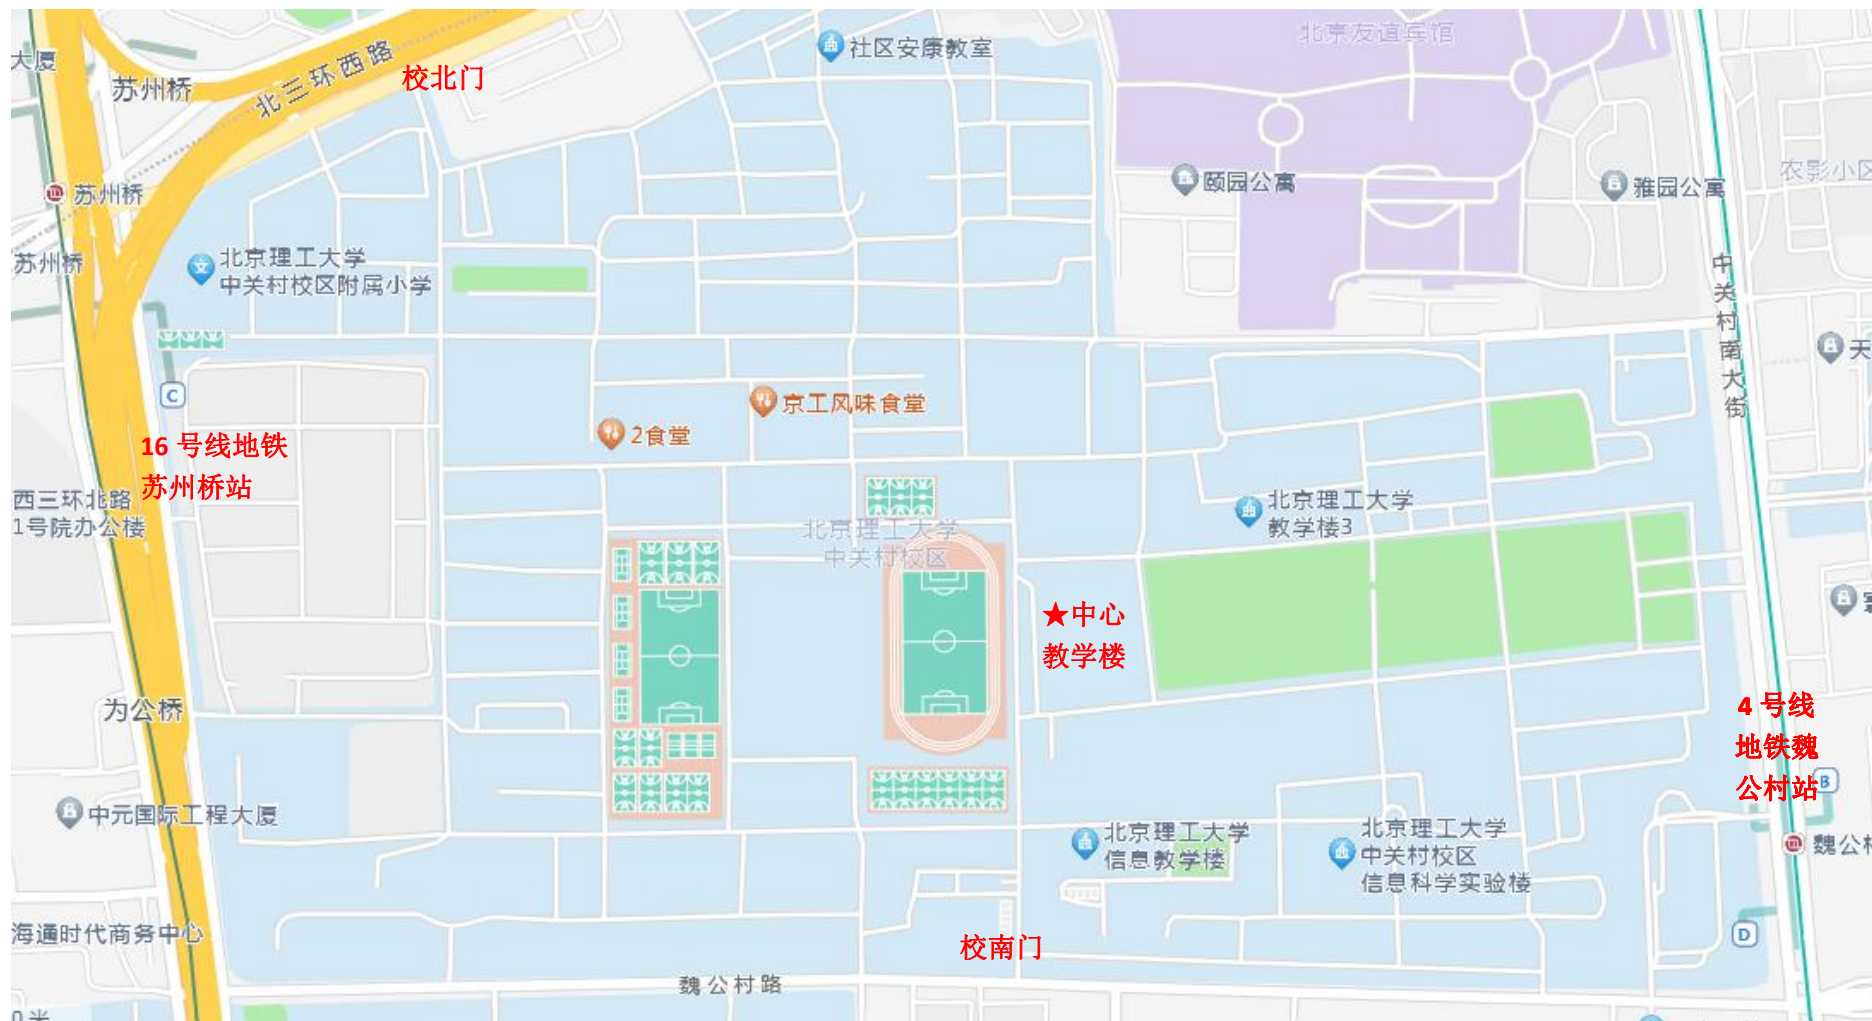 北京友谊宾馆
社区安康教室
大厦
苏州桥
北三环西路
校北门
颐园公寓
雅园公寓
农影小区
苏州桥
苏州桥
北京理工大学
中关村校区附属小学
中关村南大街
天
C
京工风味食堂
2食堂
16 号线地铁
苏州桥站
西三环北路
1号院办公楼
北京理工大学
教学楼3
北京理工大学
中关村校区
★中心
教学楼
为公桥
4 号线
地铁魏
公村站
B
中元国际工程大厦
北京理工大学
信息教学楼
北京理工大学
中关村校区
信息科学实验楼
魏公村
海通时代商务中心
校南门
D
魏公村路